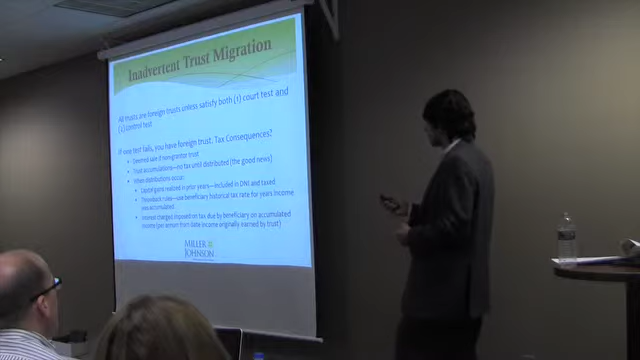 Inadvertent Trust Migration
All trusts are foreign trusts unless satisfy both (1) court test and
(2) control test
If one test fails, you have foreign trust. Tax Consequences?
Deemed sale if non-grantor trust
Trust accumulations—no tax until distributed (the good news)
When distributions occur:
Capital gains realized in prior years—included in DNI and taxed
Throwback rules—use beneficiary historical tax rate for years income
was accumulated
Interest charges imposed on tax due by beneficiary on accumulated
income (per annum from date income originally earned by trust)
MILLER
JOHNSON